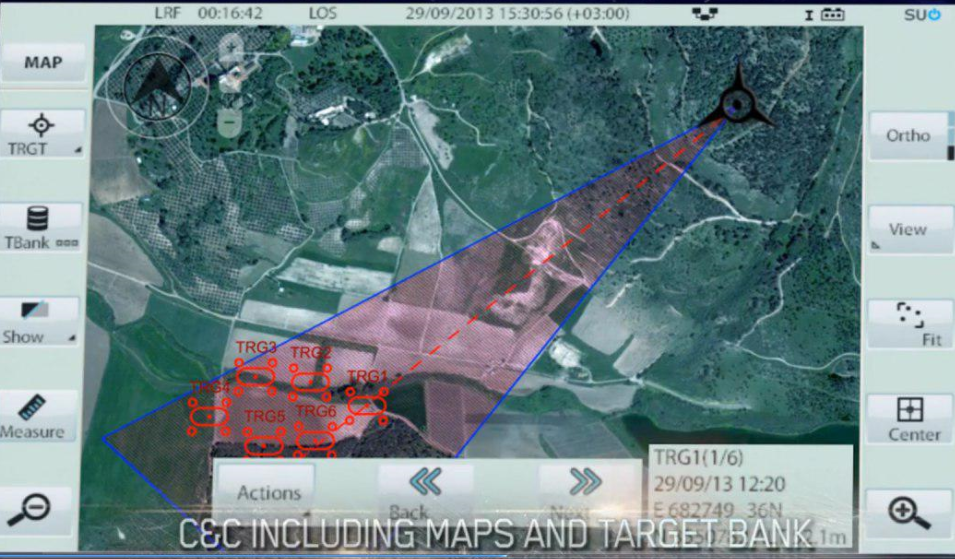 LRF 00:16:42 LOS 29/09/2013 15:30:56 (+03:00) I SU
MAP
N
TRGT
TBank
Show
Measure
Ortho
View
Fit
Center
TRG3
TRG2
TRG1
TRG4
TRG5
TRG6
Actions
Back
Next
TRG1(1/6)
29/09/13 12:20
E 682749 36N
C&C INCLUDING MAPS AND TARGET BANK